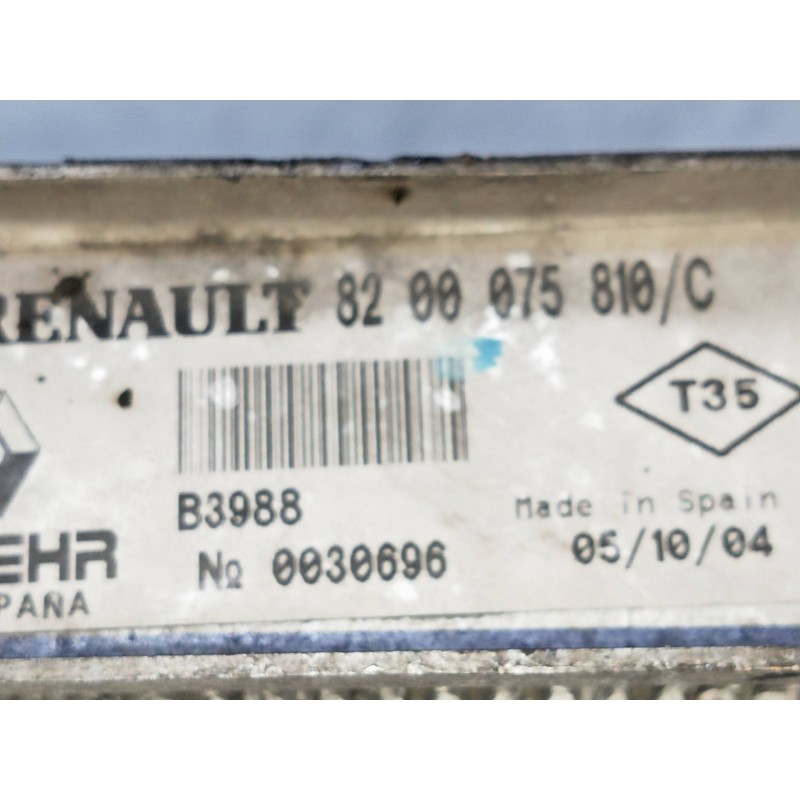 RENAULT 82 00 075 810/C
T35
B3988
Made in Spain
EHR Nº 0030696 05/10/04
PAÑA